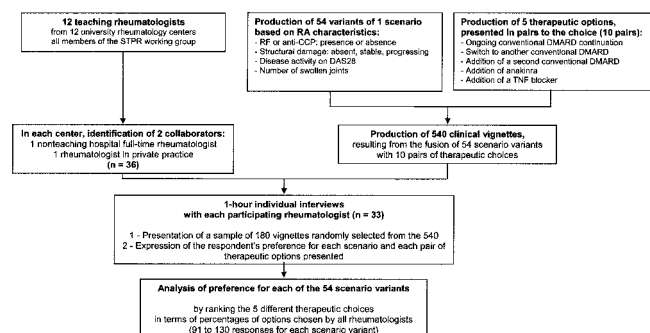 12 teaching rheumatologists
from 12 university rheumatology centers
all members of the STPR working group
Production of 54 variants of 1 scenario
based on RA characteristics:
- RF or anti-CCP: presence or absence
- Structural damage: absent, stable, progressing
- Disease activity on DAS28
- Number of swollen joints
Production of 5 therapeutic options,
presented in pairs to the choice (10 pairs):
- Ongoing conventional DMARD continuation
- Switch to another conventional DMARD
- Addition of a second conventional DMARD
- Addition of anakinra
- Addition of a TNF blocker
In each center, identification of 2 collaborators:
1 nonteaching hospital full-time rheumatologist
1 rheumatologist in private practice
(n = 36)
Production of 540 clinical vignettes,
resulting from the fusion of 54 scenario variants
with 10 pairs of therapeutic choices
1-hour individual interviews
with each participating rheumatologist (n = 33)
1 - Presentation of a sample of 180 vignettes randomly selected from the 540
2 - Expression of the respondent's preference for each scenario and each pair of
therapeutic options presented
Analysis of preference for each of the 54 scenario variants
by ranking the 5 different therapeutic choices
in terms of percentages of options chosen by all rheumatologists
(91 to 130 responses for each scenario variant)